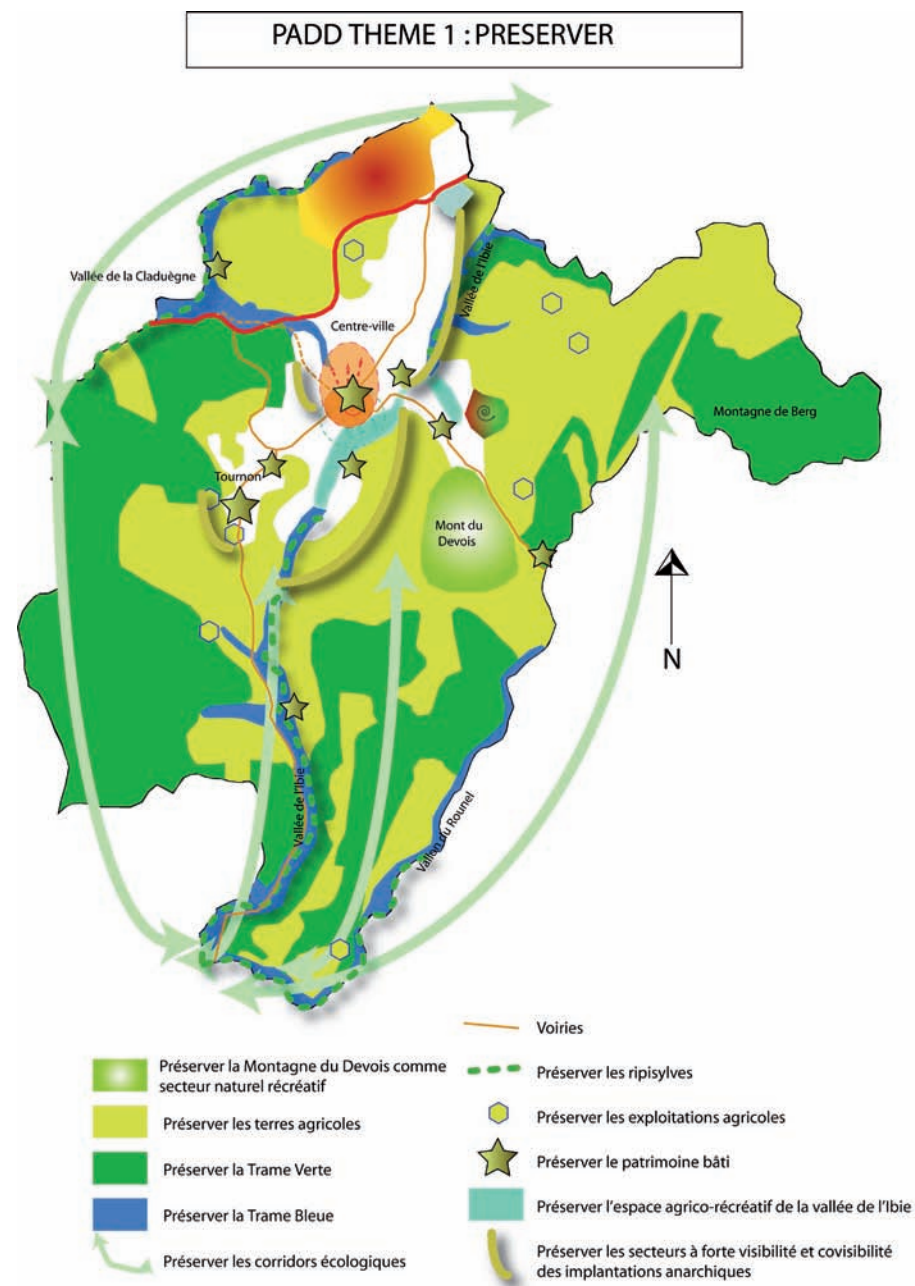 PADD THEME 1 : PRESERVER
Vallée de la Claduègne
Vallée de l'Ibie
Centre-ville
Montagne de Berg
Tournon
Mont du
Devois
N
Vallée de l'Ibie
Vallon du Rounel
Préserver la Montagne du Devois comme
secteur naturel récréatif
Préserver les terres agricoles
Préserver la Trame Verte
Préserver la Trame Bleue
Préserver les corridors écologiques
Voiries
Préserver les ripisylves
Préserver les exploitations agricoles
Préserver le patrimoine bâti
Préserver l'espace agrico-récréatif de la vallée de l'Ibie
Préserver les secteurs à forte visibilité et covisibilité
des implantations anarchiques